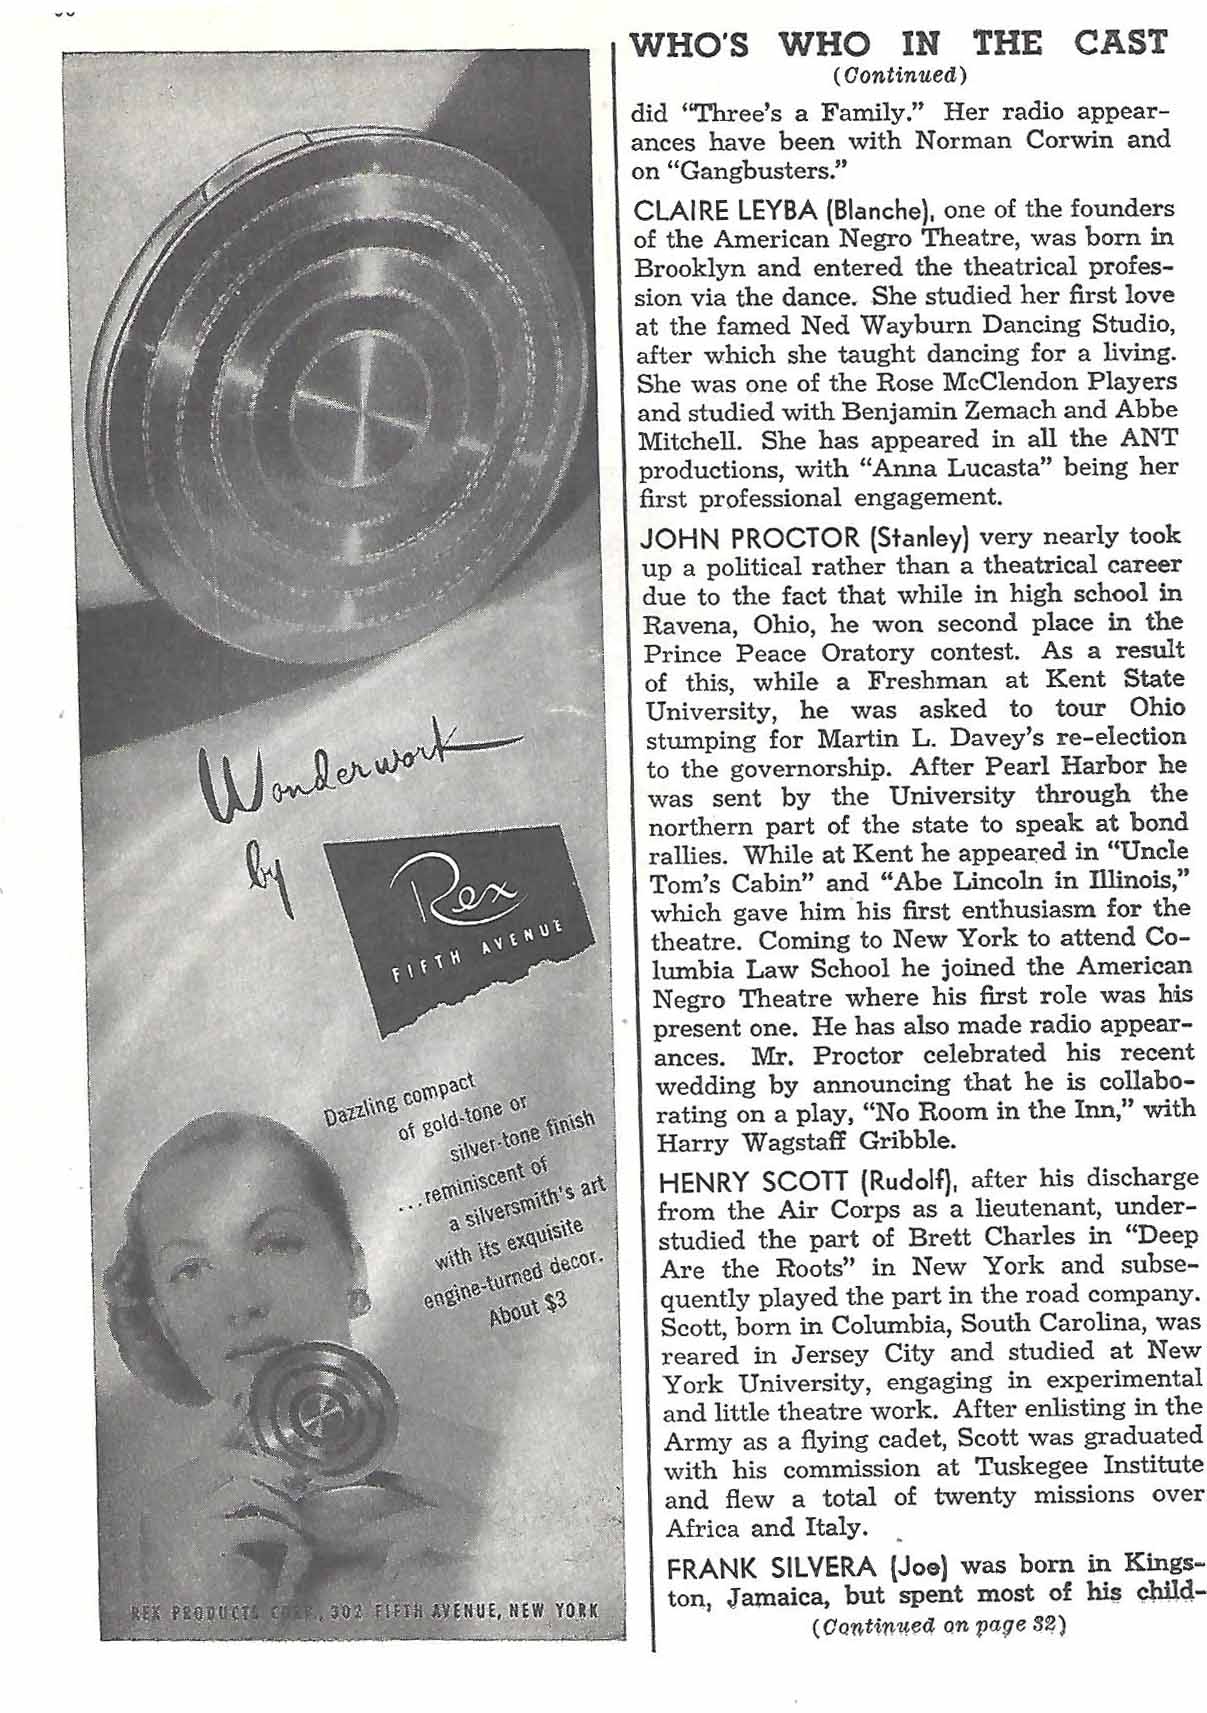 WHO'S WHO IN THE CAST
(Continued)
did "Three's a Family." Her radio appear-
ances have been with Norman Corwin and
on "Gangbusters."
CLAIRE LEYBA (Blanche), one of the founders
of the American Negro Theatre, was born in
Brooklyn and entered the theatrical profes-
sion via the dance. She studied her first love
at the famed Ned Wayburn Dancing Studio,
after which she taught dancing for a living.
She was one of the Rose McClendon Players
and studied with Benjamin Zemach and Abbe
Mitchell. She has appeared in all the ANT
productions, with "Anna Lucasta" being her
first professional engagement.
JOHN PROCTOR (Stanley) very nearly took
up a political rather than a theatrical career
due to the fact that while in high school in
Ravena, Ohio, he won second place in the
Prince Peace Oratory contest. As a result
of this, while a Freshman at Kent State
University, he was asked to tour Ohio
stumping for Martin L. Davey's re-election
to the governorship. After Pearl Harbor he
was sent by the University through the
northern part of the state to speak at bond
rallies. While at Kent he appeared in "Uncle
Tom's Cabin" and "Abe Lincoln in Illinois,"
which gave him his first enthusiasm for the
theatre. Coming to New York to attend Co-
lumbia Law School he joined the American
Negro Theatre where his first role was his
present one. He has also made radio appear-
ances. Mr. Proctor celebrated his recent
wedding by announcing that he is collabo-
rating on a play, "No Room in the Inn," with
Harry Wagstaff Gribble.
HENRY SCOTT (Rudolf), after his discharge
from the Air Corps as a lieutenant, under-
studied the part of Brett Charles in "Deep
Are the Roots" in New York and subse-
quently played the part in the road company.
Scott, born in Columbia, South Carolina, was
reared in Jersey City and studied at New
York University, engaging in experimental
and little theatre work. After enlisting in the
Army as a flying cadet, Scott was graduated
with his commission at Tuskegee Institute
and flew a total of twenty missions over
Africa and Italy.
FRANK SILVERA (Joe) was born in Kings-
ton, Jamaica, but spent most of his child-
(Continued on page 32)
Wonderwork
by
Rex
FIFTH AVENUE
Dazzling compact
of gold-tone or
silver-tone finish
...reminiscent of
a silversmith's art
with its exquisite
engine-turned decor.
About $3
REX PRODUCTS CORP., 302 FIFTH AVENUE, NEW YORK